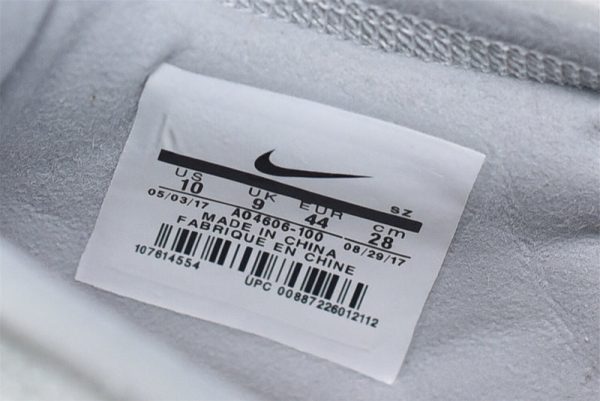 US UK EUR cm sz
10 9 44 28
05/03/17 A04606-100 08/29/17
MADE IN CHINA
FABRIQUE EN CHINE
107614554
UPC 00887226012112